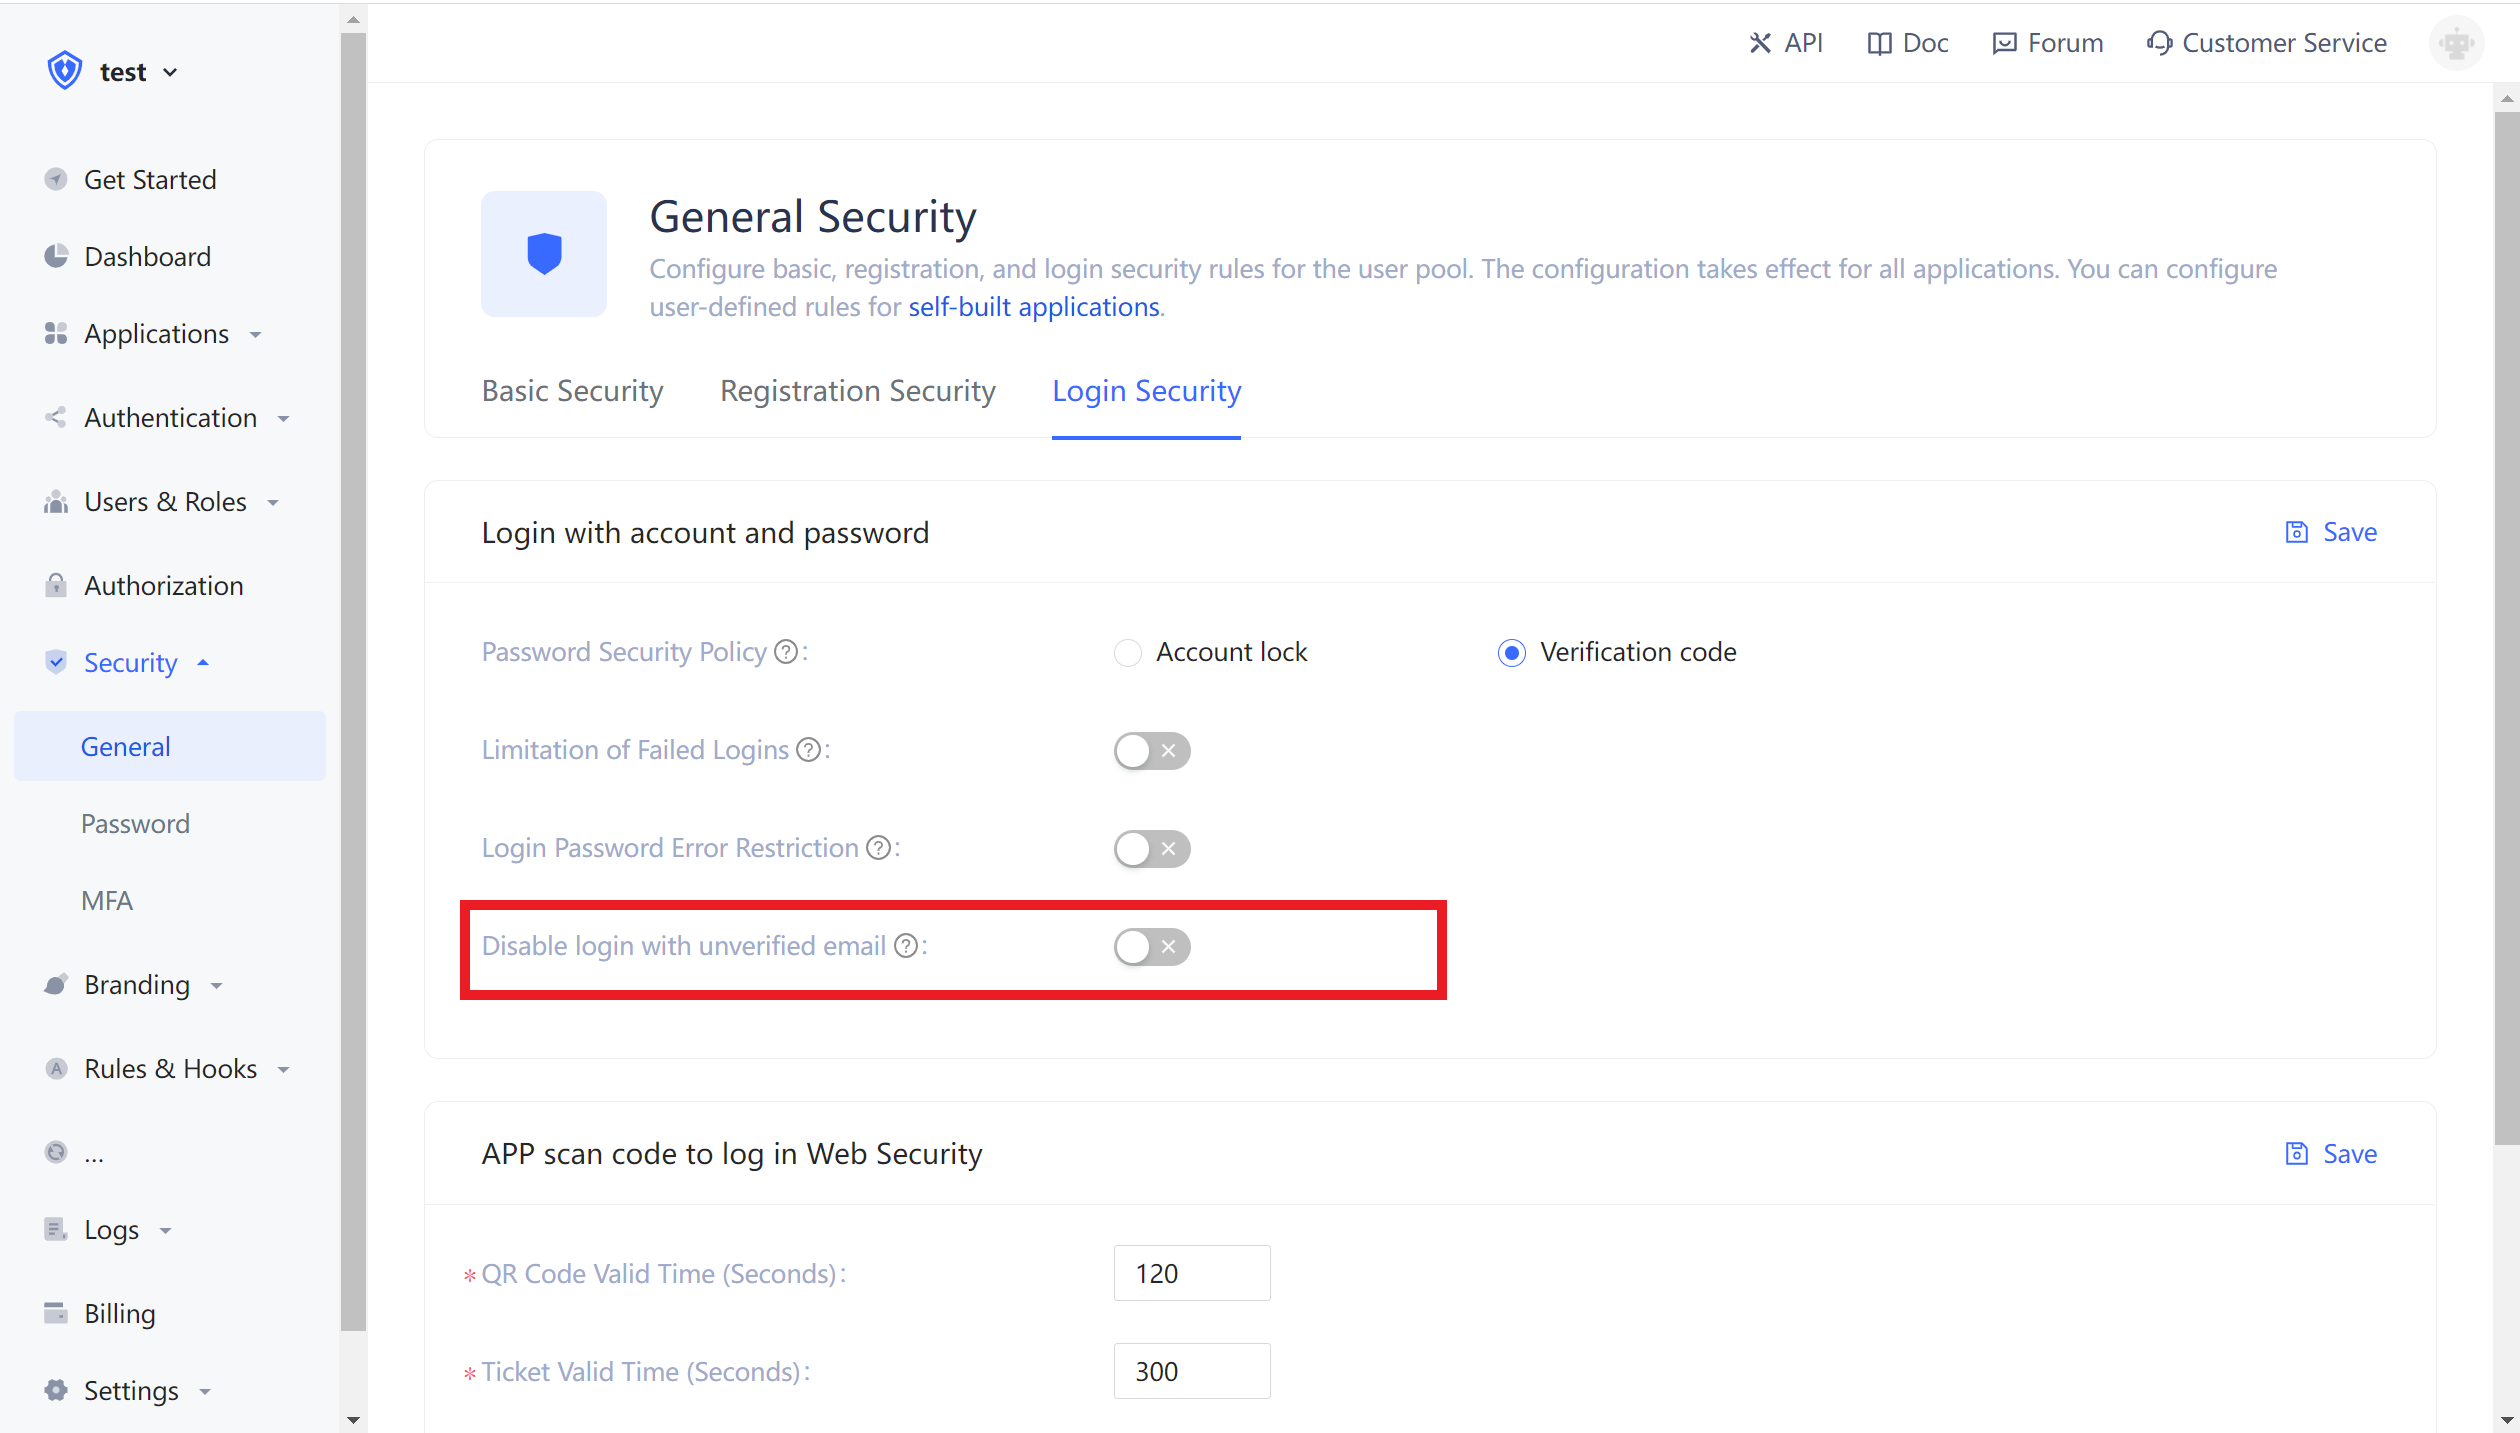 test
API
Doc
Forum
Customer Service
Get Started
Dashboard
Applications
Authentication
Users & Roles
Authorization
Security
General
Password
MFA
Branding
Rules & Hooks
...
Logs
Billing
Settings
General Security
Configure basic, registration, and login security rules for the user pool. The configuration takes effect for all applications. You can configure
user-defined rules for self-built applications.
Basic Security
Registration Security
Login Security
Login with account and password
Save
Password Security Policy ? :
Account lock
Verification code
Limitation of Failed Logins ? :
Login Password Error Restriction ? :
Disable login with unverified email ? :
APP scan code to log in Web Security
Save
* QR Code Valid Time (Seconds) :
120
* Ticket Valid Time (Seconds) :
300